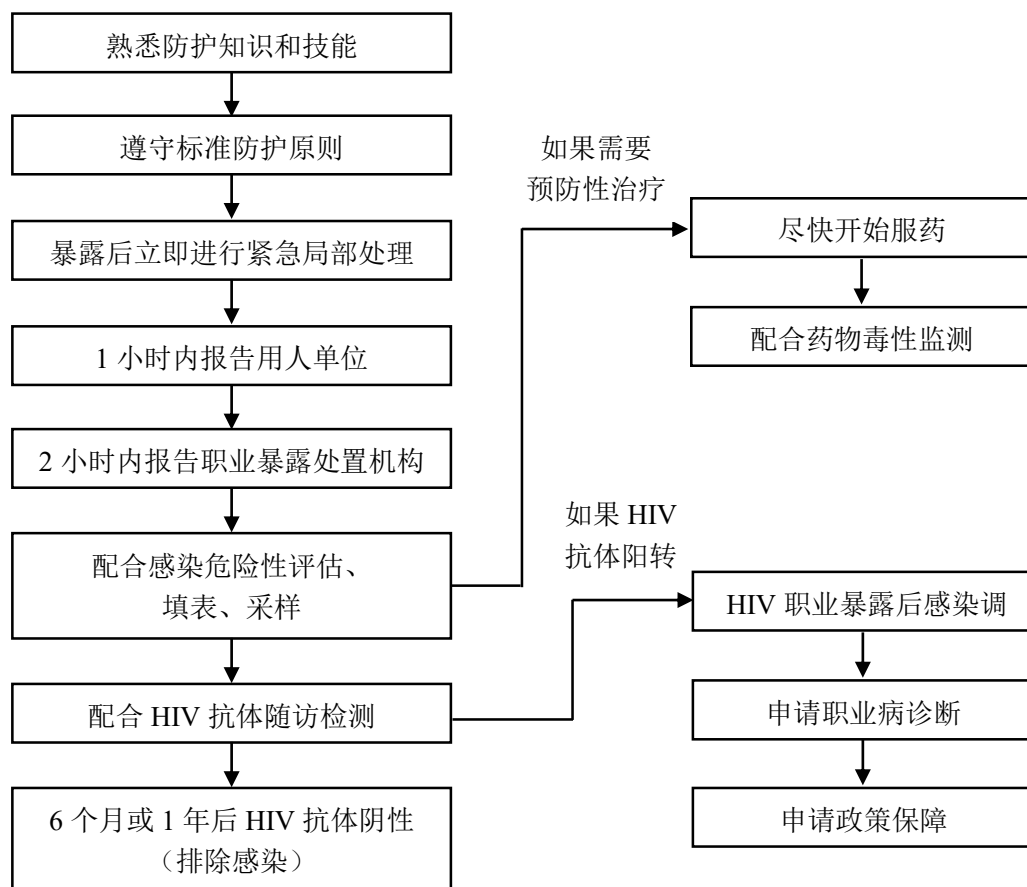 熟悉防护知识和技能
遵守标准防护原则
暴露后立即进行紧急局部处理
1 小时内报告用人单位
2 小时内报告职业暴露处置机构
配合感染危险性评估、
填表、采样
配合 HIV 抗体随访检测
6 个月或 1 年后 HIV 抗体阴性
（排除感染）
如果需要
预防性治疗
尽快开始服药
配合药物毒性监测
如果 HIV
抗体阳转
HIV 职业暴露后感染调
申请职业病诊断
申请政策保障